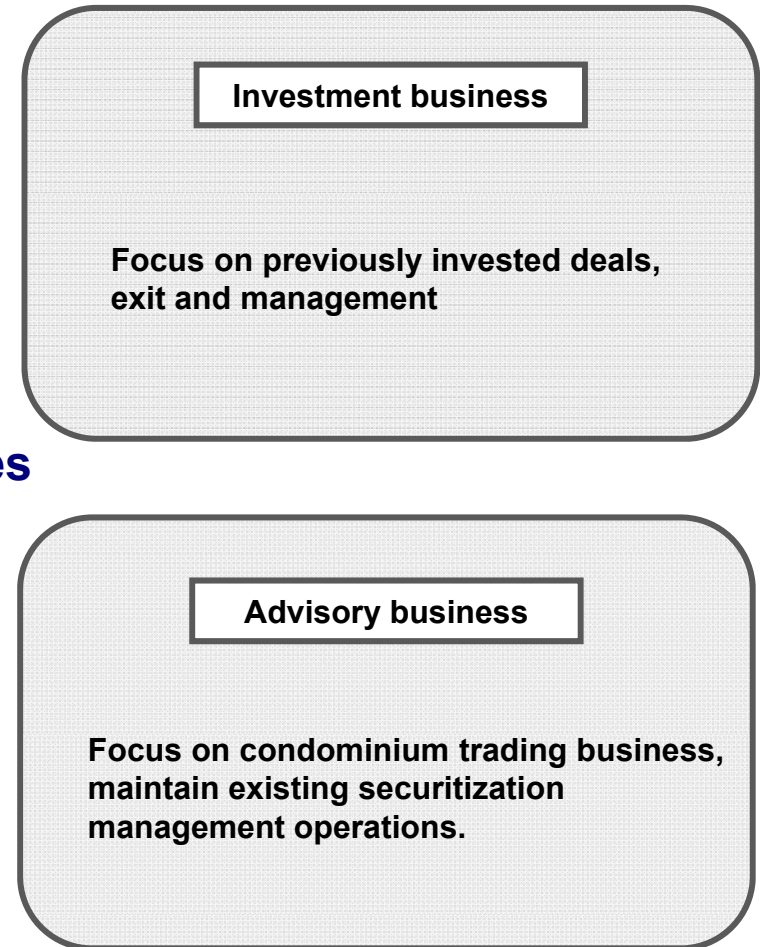 Investment business
Focus on previously invested deals,
exit and management
es
Advisory business
Focus on condominium trading business,
maintain existing securitization
management operations.